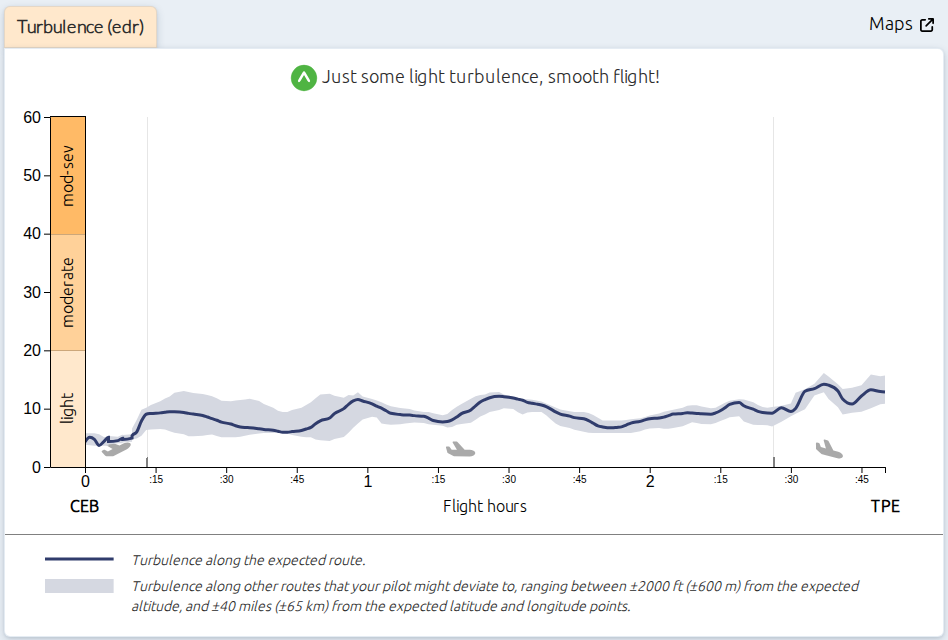 Turbulence (edr)
Maps
Just some light turbulence, smooth flight!
60
50
40
30
20
10
0
mod-sev
moderate
light
0 :15 :30 :45 1 :15 :30 :45 2 :15 :30 :45
CEB Flight hours TPE
Turbulence along the expected route.
Turbulence along other routes that your pilot might deviate to, ranging between ±2000 ft (±600 m) from the expected
altitude, and ±40 miles (±65 km) from the expected latitude and longitude points.